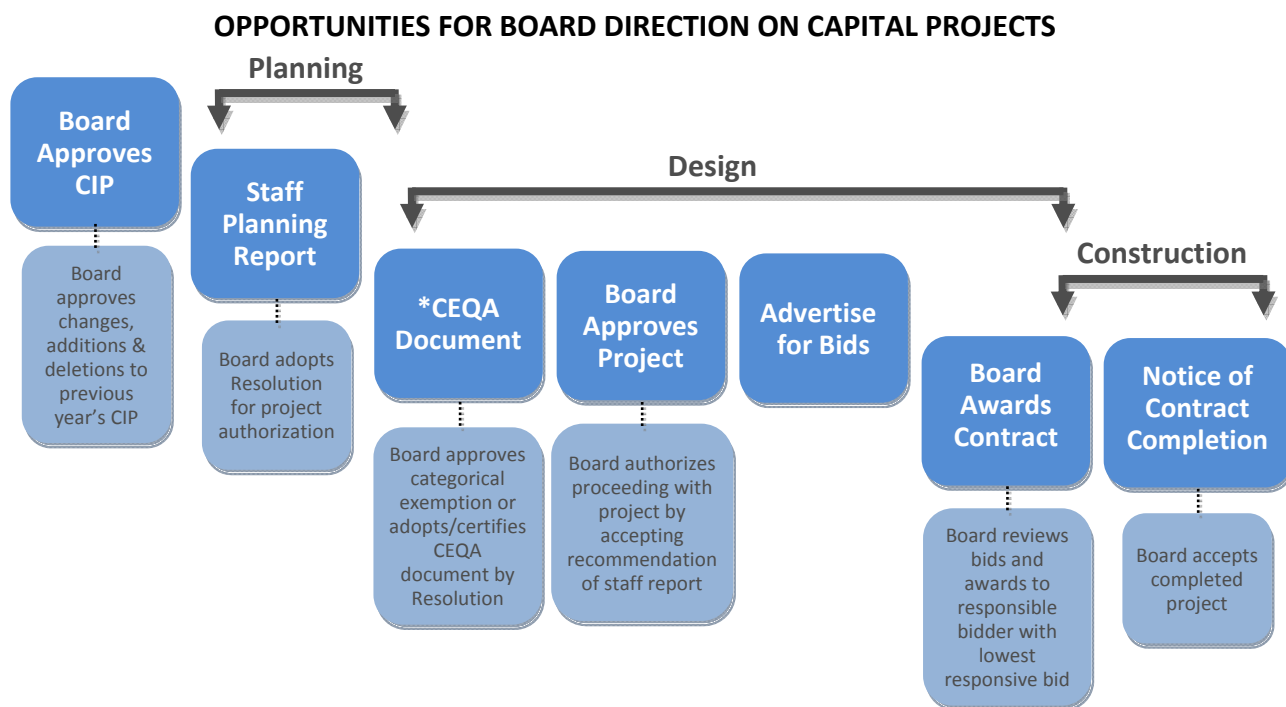 OPPORTUNITIES FOR BOARD DIRECTION ON CAPITAL PROJECTS
Planning
Design
Construction
Board
Approves
CIP
Board
approves
changes,
additions &
deletions to
previous
year’s CIP
Staff
Planning
Report
Board adopts
Resolution
for project
authorization
*CEQA
Document
Board approves
categorical
exemption or
adopts/certifies
CEQA
document by
Resolution
Board
Approves
Project
Board authorizes
proceeding with
project by
accepting
recommendation
of staff report
Advertise
for Bids
Board
Awards
Contract
Board reviews
bids and
awards to
responsible
bidder with
lowest
responsive bid
Notice of
Contract
Completion
Board accepts
completed
project